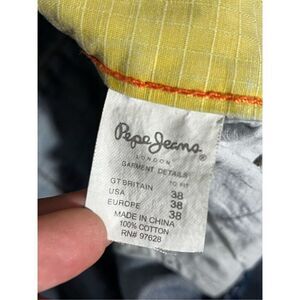 Pepe Jeans
LONDON
GARMENT DETAILS
TO FIT
GT BRITAIN 38
USA 38
EUROPE 38
MADE IN CHINA
100% COTTON
RN# 97628